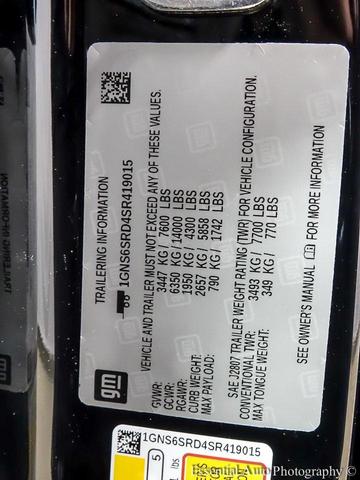 TRAILERING INFORMATION
1GNS6SRD4SR419015
VEHICLE AND TRAILER MUST NOT EXCEED ANY OF THESE VALUES.
GVWR: 3447 KG / 7600 LBS
GCWR: 6350 KG / 14000 LBS
RGAWR: 1950 KG / 4300 LBS
CURB WEIGHT: 2657 KG / 5858 LBS
MAX PAYLOAD: 790 KG / 1742 LBS
SAE J2807 TRAILER WEIGHT RATING (TWR) FOR VEHICLE CONFIGURATION.
CONVENTIONAL TWR: 3493 KG / 7700 LBS
MAX TONGUE WEIGHT: 349 KG / 770 LBS
SEE OWNER'S MANUAL FOR MORE INFORMATION
gm
1GNS6SRD4SR419015
5
LBS.
Essential AutoPhotography ©